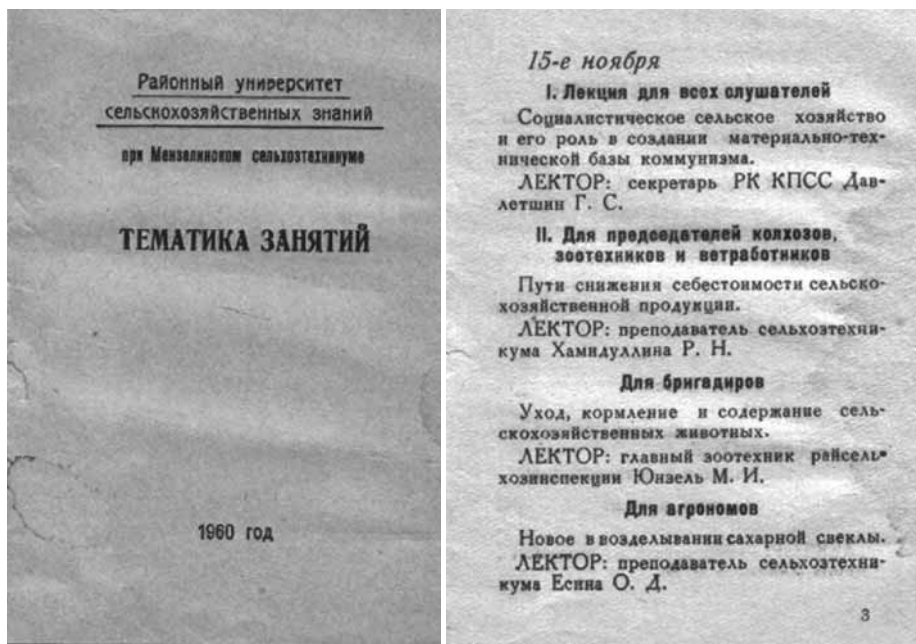 Районный университет
сельскохозяйственных знаний
при Мензелинском сельхозтехникуме
ТЕМАТИКА ЗАНЯТИЙ
1960 год
15-е ноября
I. Лекция для всех слушателей
Социалистическое сельское хозяйство
и его роль в создании материально-тех-
нической базы коммунизма.
ЛЕКТОР: секретарь РК КПСС Дав-
летшин Г. С.
II. Для председателей колхозов,
зоотехников и ветработников
Пути снижения себестоимости сельско-
хозяйственной продукции.
ЛЕКТОР: преподаватель сельхозтехни-
кума Хамидуллина Р. Н.
Для бригадиров
Уход, кормление и содержание сель-
скохозяйственных животных.
ЛЕКТОР: главный зоотехник райсель-
хозинспекции Юнзель М. И.
Для агрономов
Новое в возделывании сахарной свеклы.
ЛЕКТОР: преподаватель сельхозтехни-
кума Есина О. Д.
3